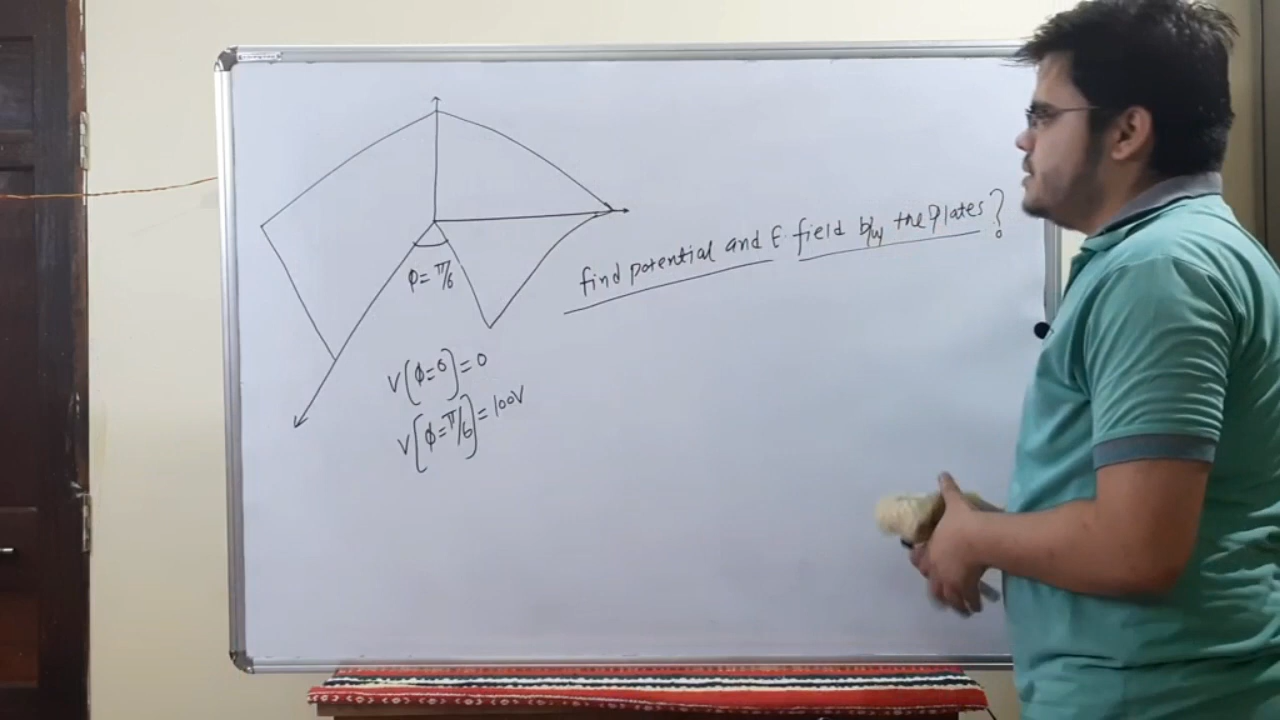 find potential and E field b/w the Plates?
ϕ = π/6
V(ϕ=0)=0
V(ϕ=π/6)=100V